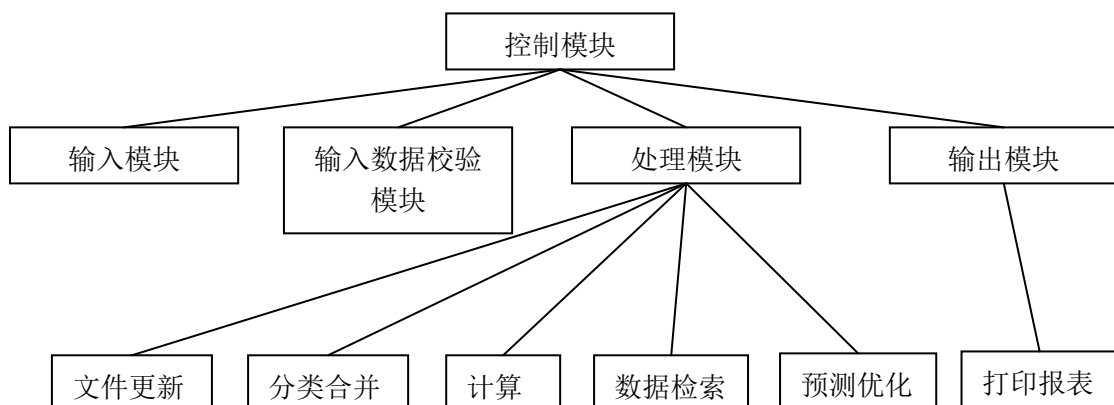 控制模块
输入模块
输入数据校验
模块
处理模块
输出模块
文件更新
分类合并
计算
数据检索
预测优化
打印报表